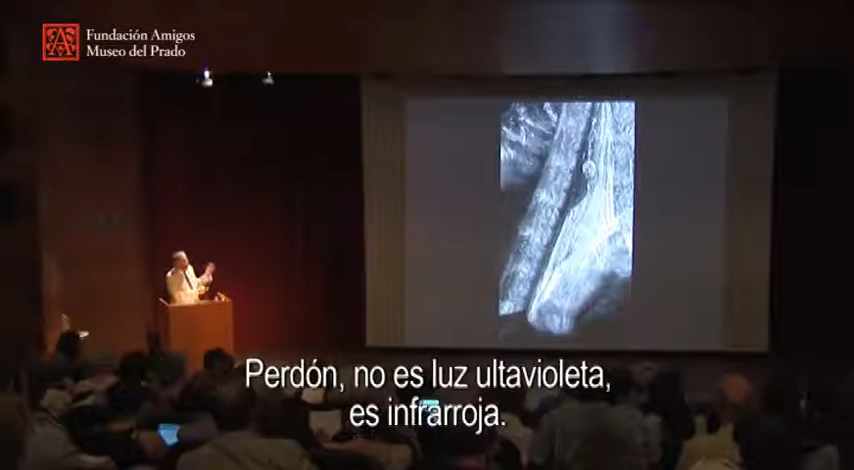 Fundación Amigos
Museo del Prado
Perdón, no es luz ultavioleta,
es infrarroja.